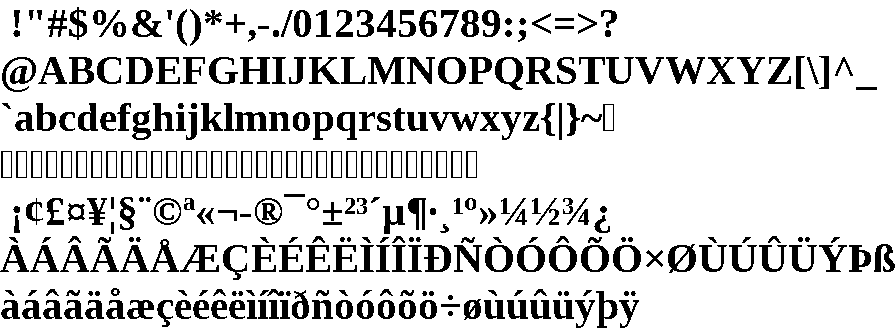 !"#$%&'()*+,-./0123456789:;<=>?
@ABCDEFGHIJKLMNOPQRSTUVWXYZ[\]^_
`abcdefghijklmnopqrstuvwxyz{|}~
¡¢£¤¥¦§¨©ª«¬-®¯°±²³´µ¶·¸¹º»¼½¾¿
ÀÁÂÃÄÅÆÇÈÉÊËÌÍÎÏÐÑÒÓÔÕÖ×ØÙÚÛÜÝÞß
àáâãäåæçèéêëìíîïðñòóôõö÷øùúûüýþÿ